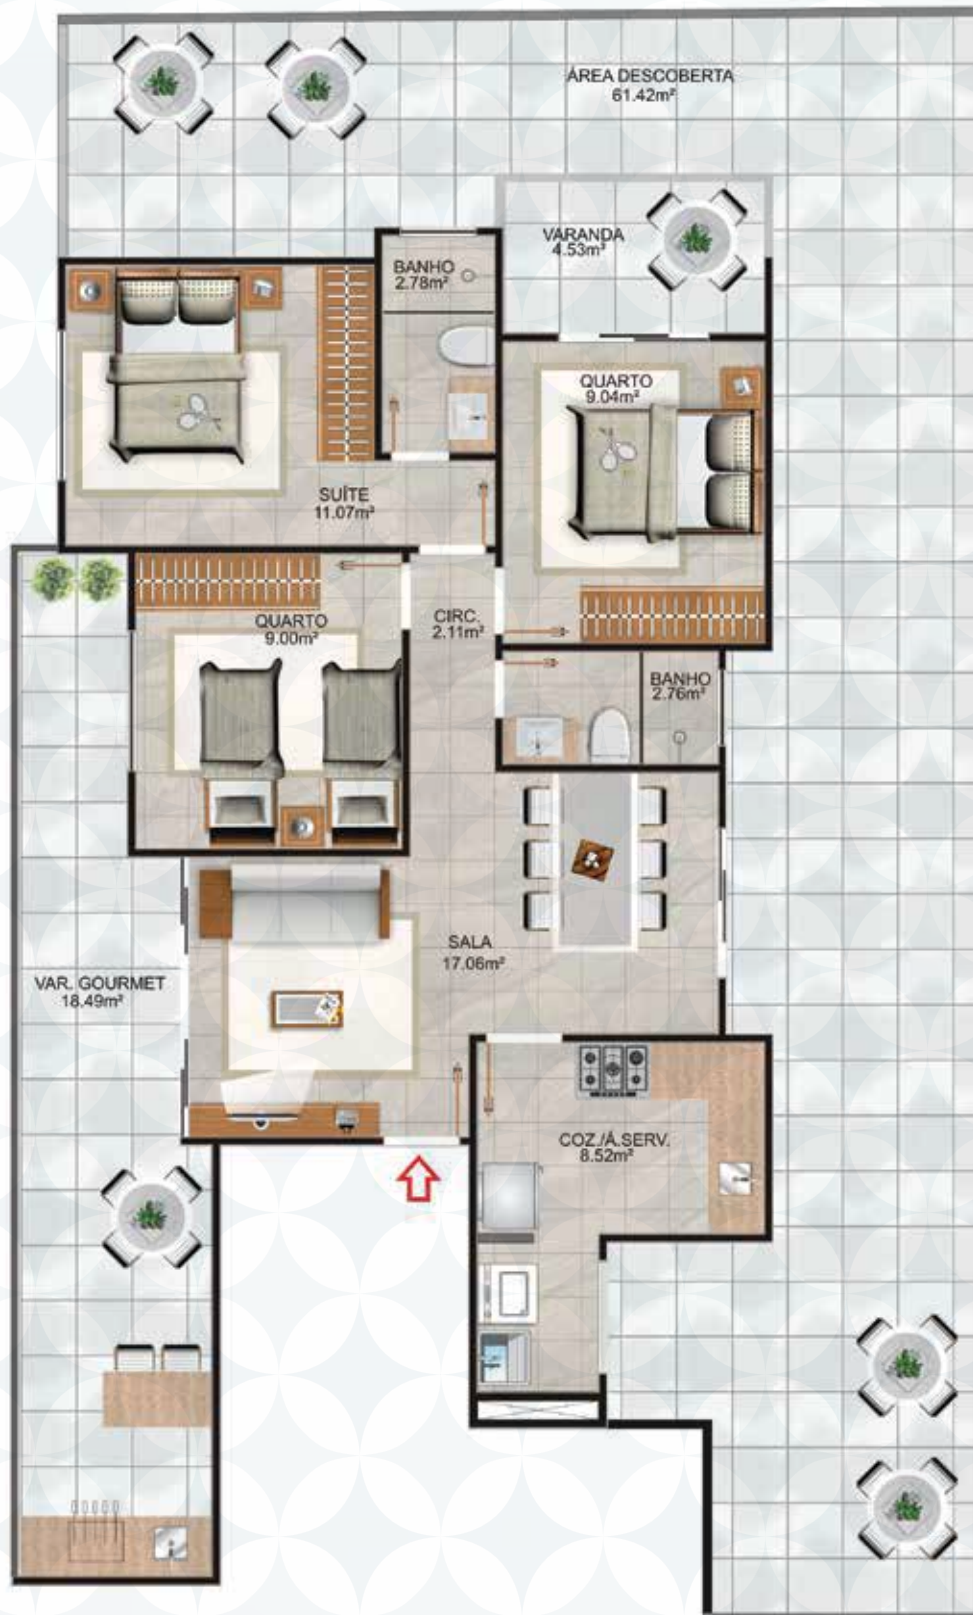 ÁREA DESCOBERTA
61.42m²
VARANDA
4.53m²
BANHO
2.78m²
QUARTO
9.04m²
SUÍTE
11.07m²
QUARTO
9.00m²
CIRC.
2.11m²
BANHO
2.76m²
SALA
17.06m²
VAR. GOURMET
18.49m²
COZ./Á.SERV.
8.52m²